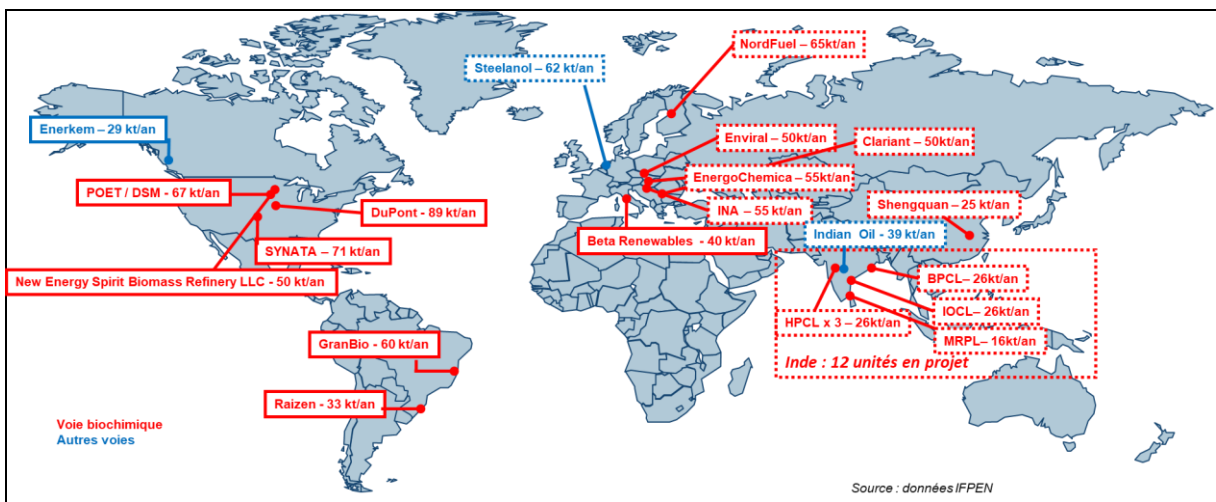 NordFuel – 65kt/an
Steelanol – 62 kt/an
Enerkem – 29 kt/an
Enviral – 50kt/an
Clariant – 50kt/an
POET / DSM – 67 kt/an
EnergoChemica – 55kt/an
DuPont - 89 kt/an
INA – 55 kt/an
Shengquan – 25 kt/an
SYNATA – 71 kt/an
Beta Renewables - 40 kt/an
Indian Oil - 39 kt/an
New Energy Spirit Biomass Refinery LLC - 50 kt/an
BPCL– 26kt/an
IOCL – 26kt/an
HPCL x 3 – 26kt/an
MRPL– 16kt/an
GranBio - 60 kt/an
Inde : 12 unités en projet
Raizen - 33 kt/an
Voie biochimique
Autres voies
Source : données IFPEN